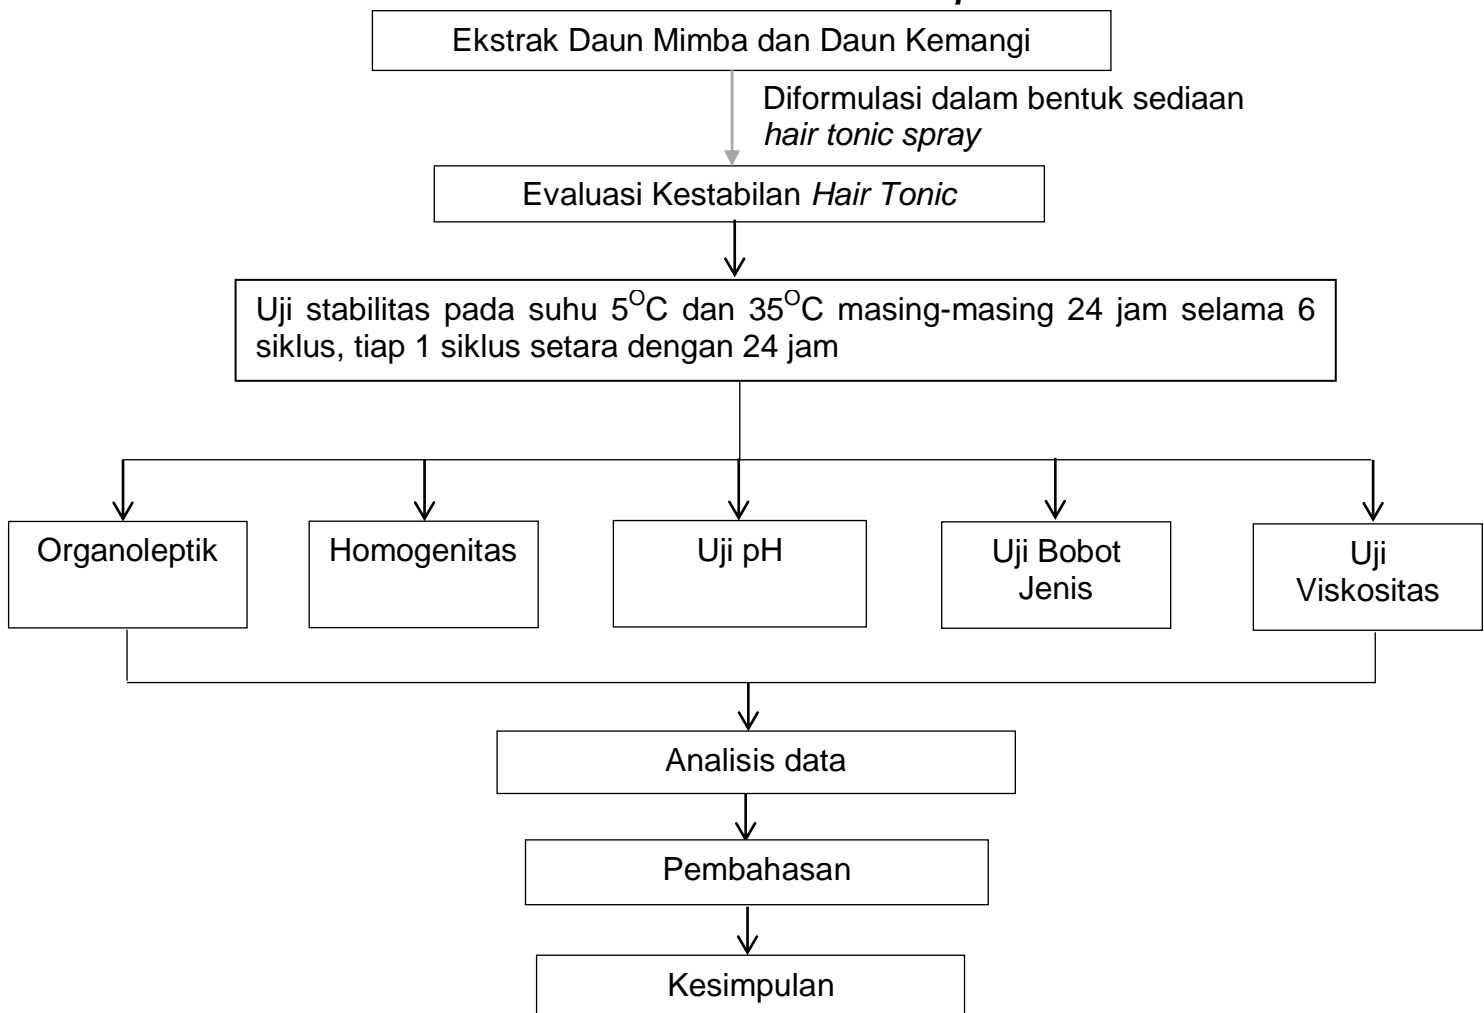 Ekstrak Daun Mimba dan Daun Kemangi
Diformulasi dalam bentuk sediaan
hair tonic spray
Evaluasi Kestabilan Hair Tonic
Uji stabilitas pada suhu 5ᴼC dan 35ᴼC masing-masing 24 jam selama 6
siklus, tiap 1 siklus setara dengan 24 jam
Organoleptik
Homogenitas
Uji pH
Uji Bobot
Jenis
Uji
Viskositas
Analisis data
Pembahasan
Kesimpulan